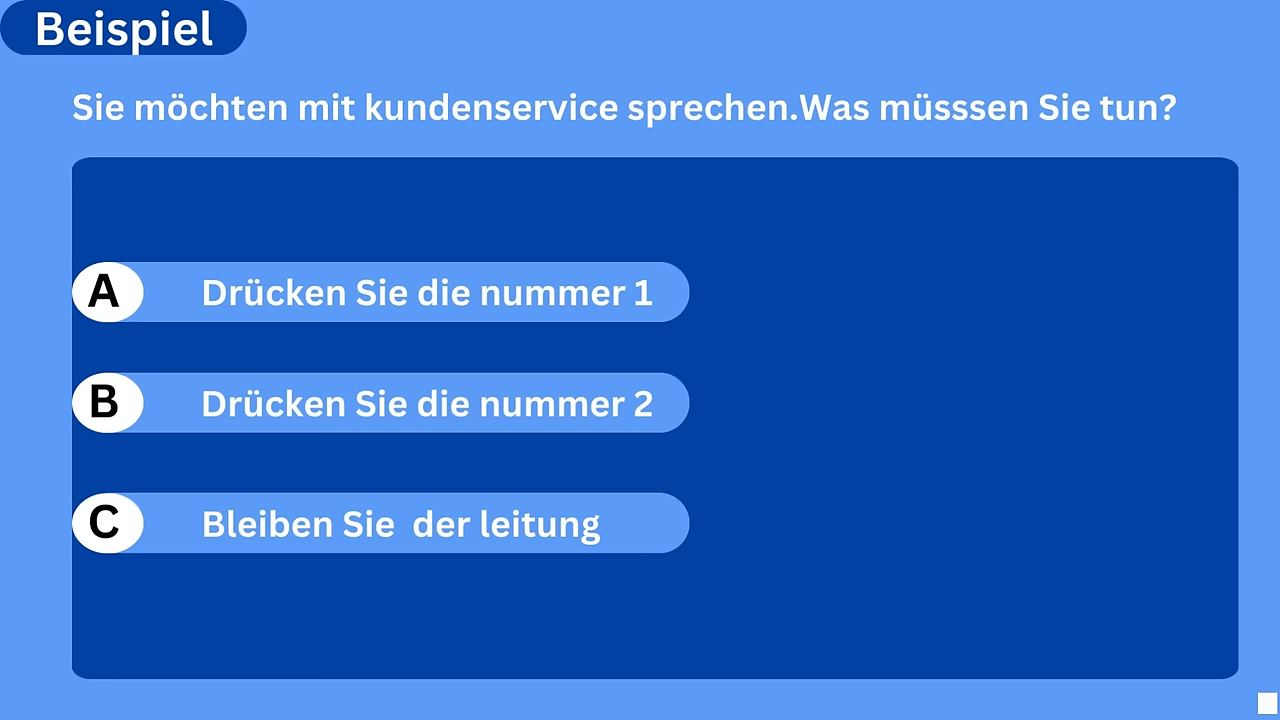 Beispiel
Sie möchten mit kundenservice sprechen.Was müsssen Sie tun?
A Drücken Sie die nummer 1
B Drücken Sie die nummer 2
C Bleiben Sie der leitung